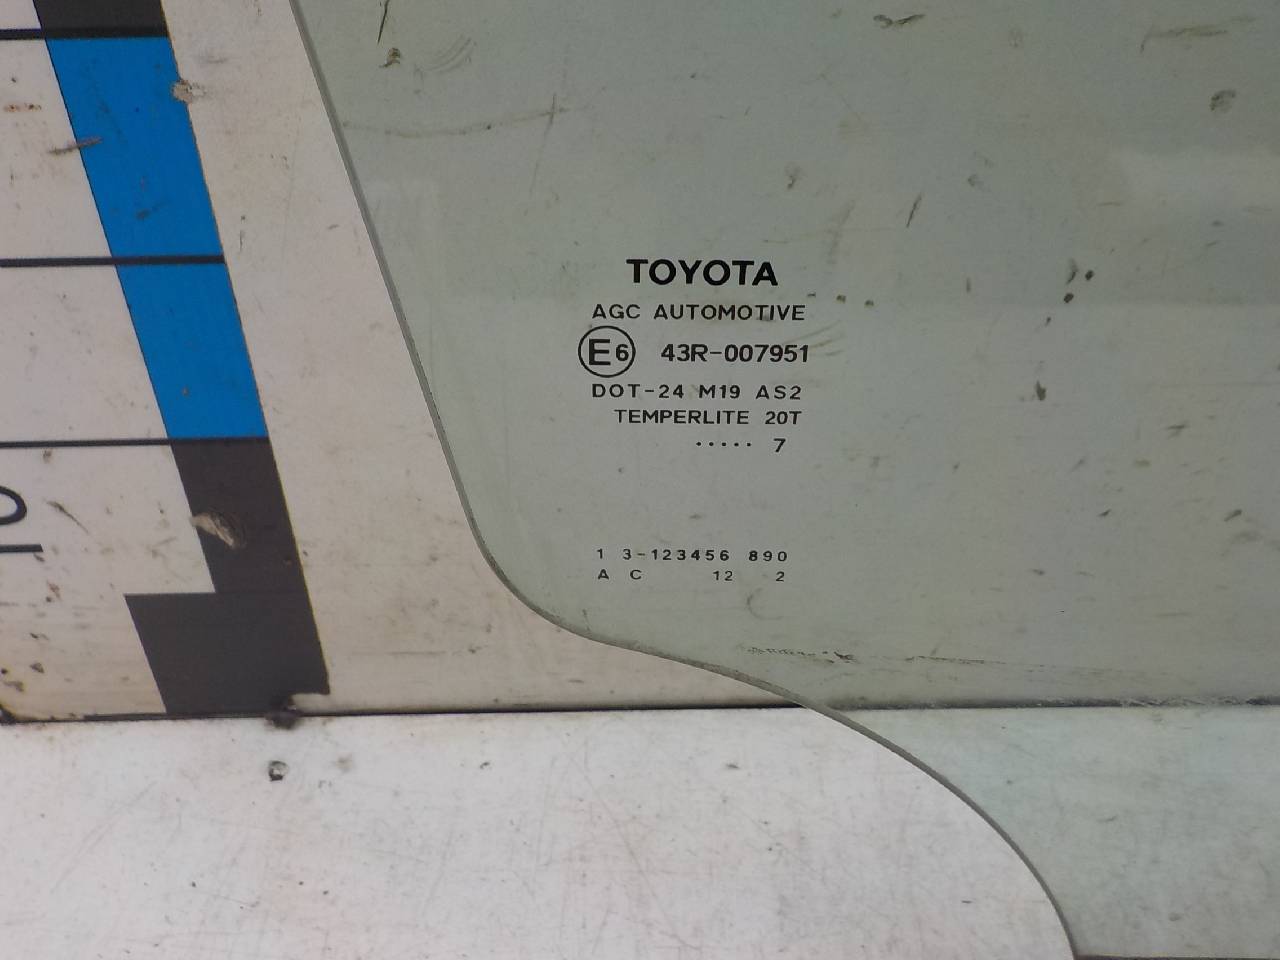 TOYOTA
AGC AUTOMOTIVE
E6 43R-007951
DOT-24 M19 AS2
TEMPERLITE 20T
..... 7
1 3-123456 890
A C 12 2
10